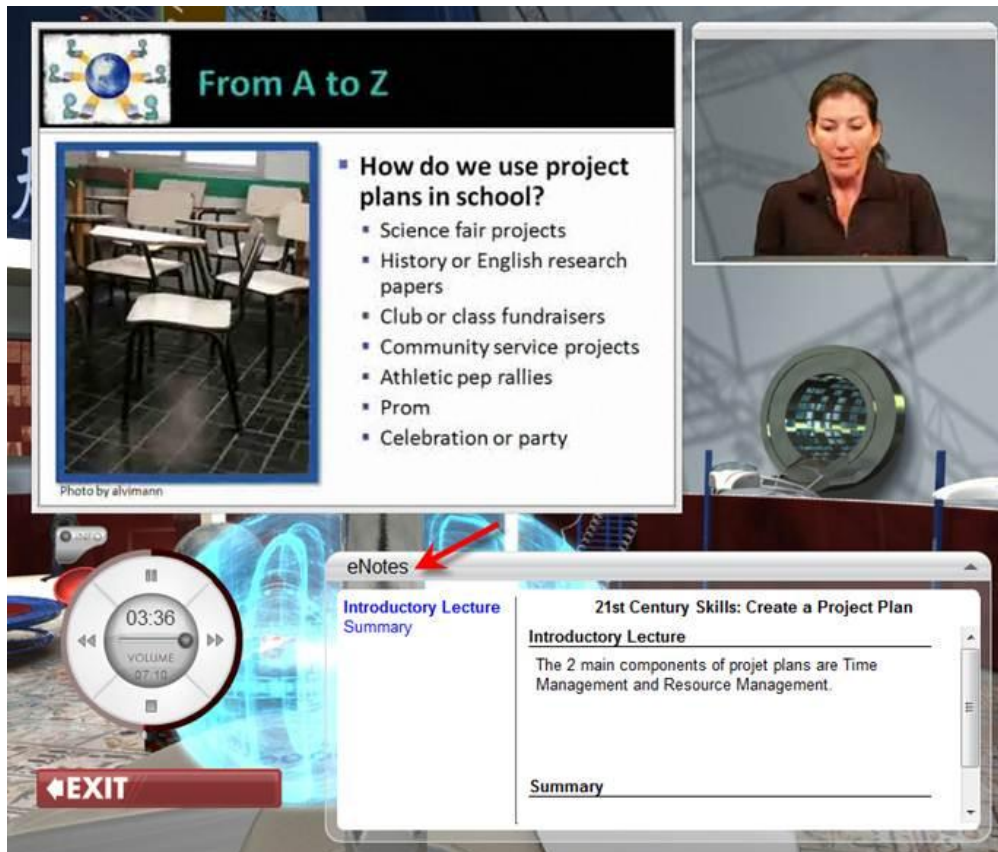 From A to Z
How do we use project
plans in school?
Science fair projects
History or English research
papers
Club or class fundraisers
Community service projects
Athletic pep rallies
Prom
Celebration or party
Photo by alvimann
03:36
VOLUME
07:10
EXIT
eNotes
Introductory Lecture
Summary
21st Century Skills: Create a Project Plan
Introductory Lecture
The 2 main components of projet plans are Time
Management and Resource Management.
Summary